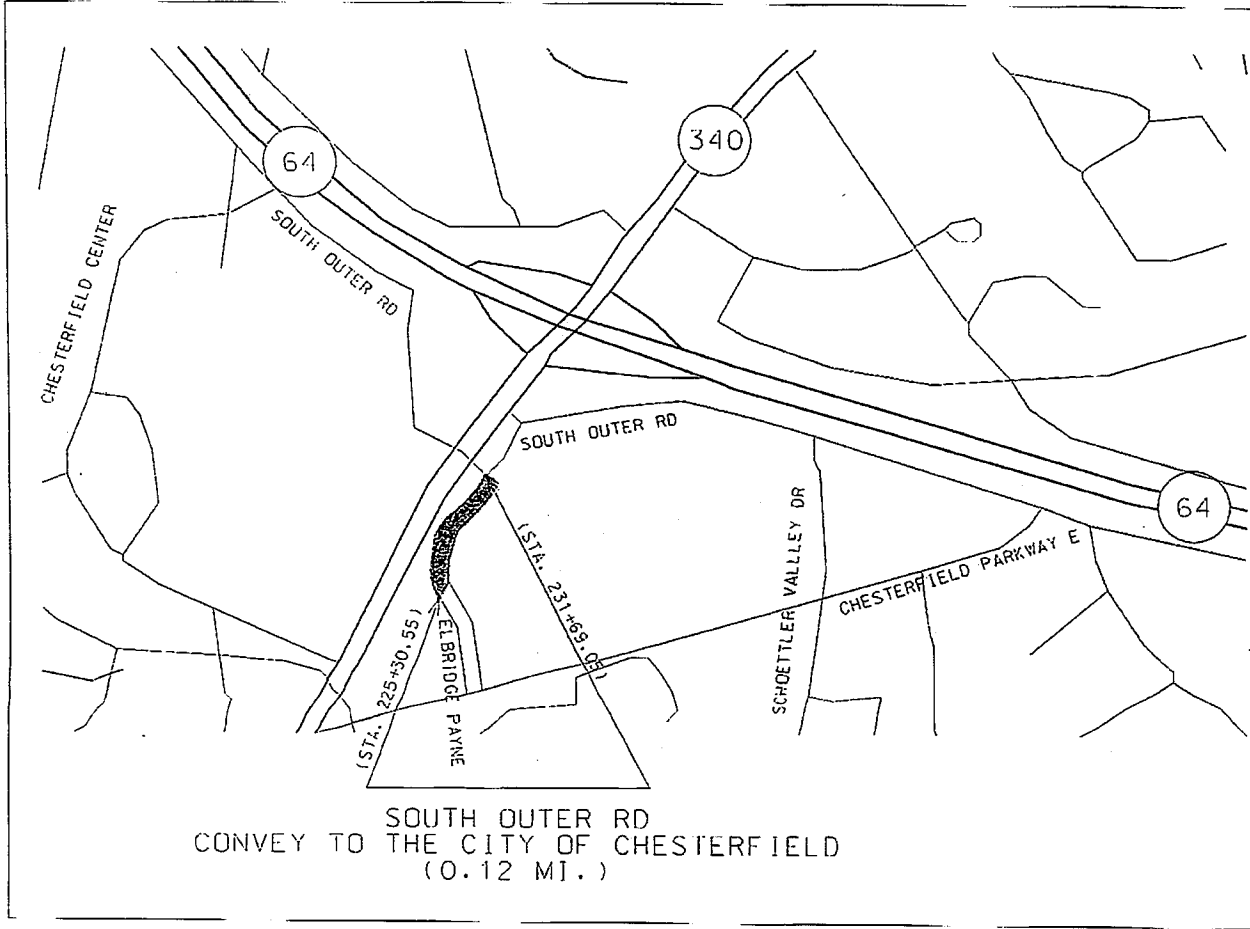 340
64
SOUTH OUTER RD
CHESTERFIELD CENTER
SOUTH OUTER RD
64
SCHOETTLER VALLLEY DR
CHESTERFIELD PARKWAY E
(STA. 231+69.05)
(STA. 225+30.55)
ELBRIDGE PAYNE
SOUTH OUTER RD
CONVEY TO THE CITY OF CHESTERFIELD
(0.12 MI.)